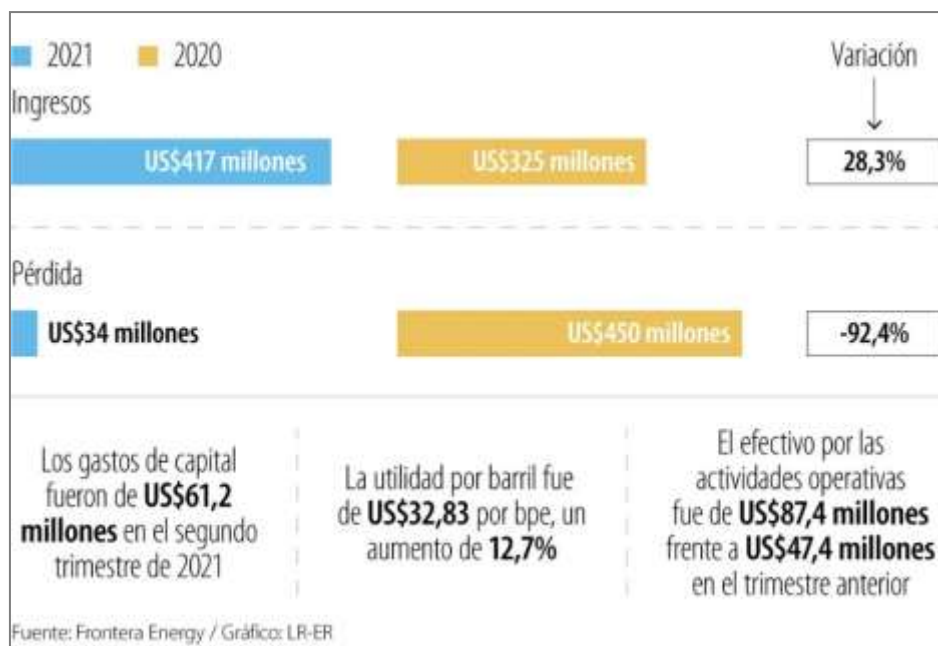 2021 2020 Variación
Ingresos
US$417 millones US$325 millones 28,3%
Pérdida
US$34 millones US$450 millones -92,4%
Los gastos de capital
fueron de US$61,2
millones en el segundo
trimestre de 2021
La utilidad por barril fue
de US$32,83 por bpe, un
aumento de 12,7%
El efectivo por las
actividades operativas
fue de US$87,4 millones
frente a US$47,4 millones
en el trimestre anterior
Fuente: Frontera Energy / Gráfico: LR-ER